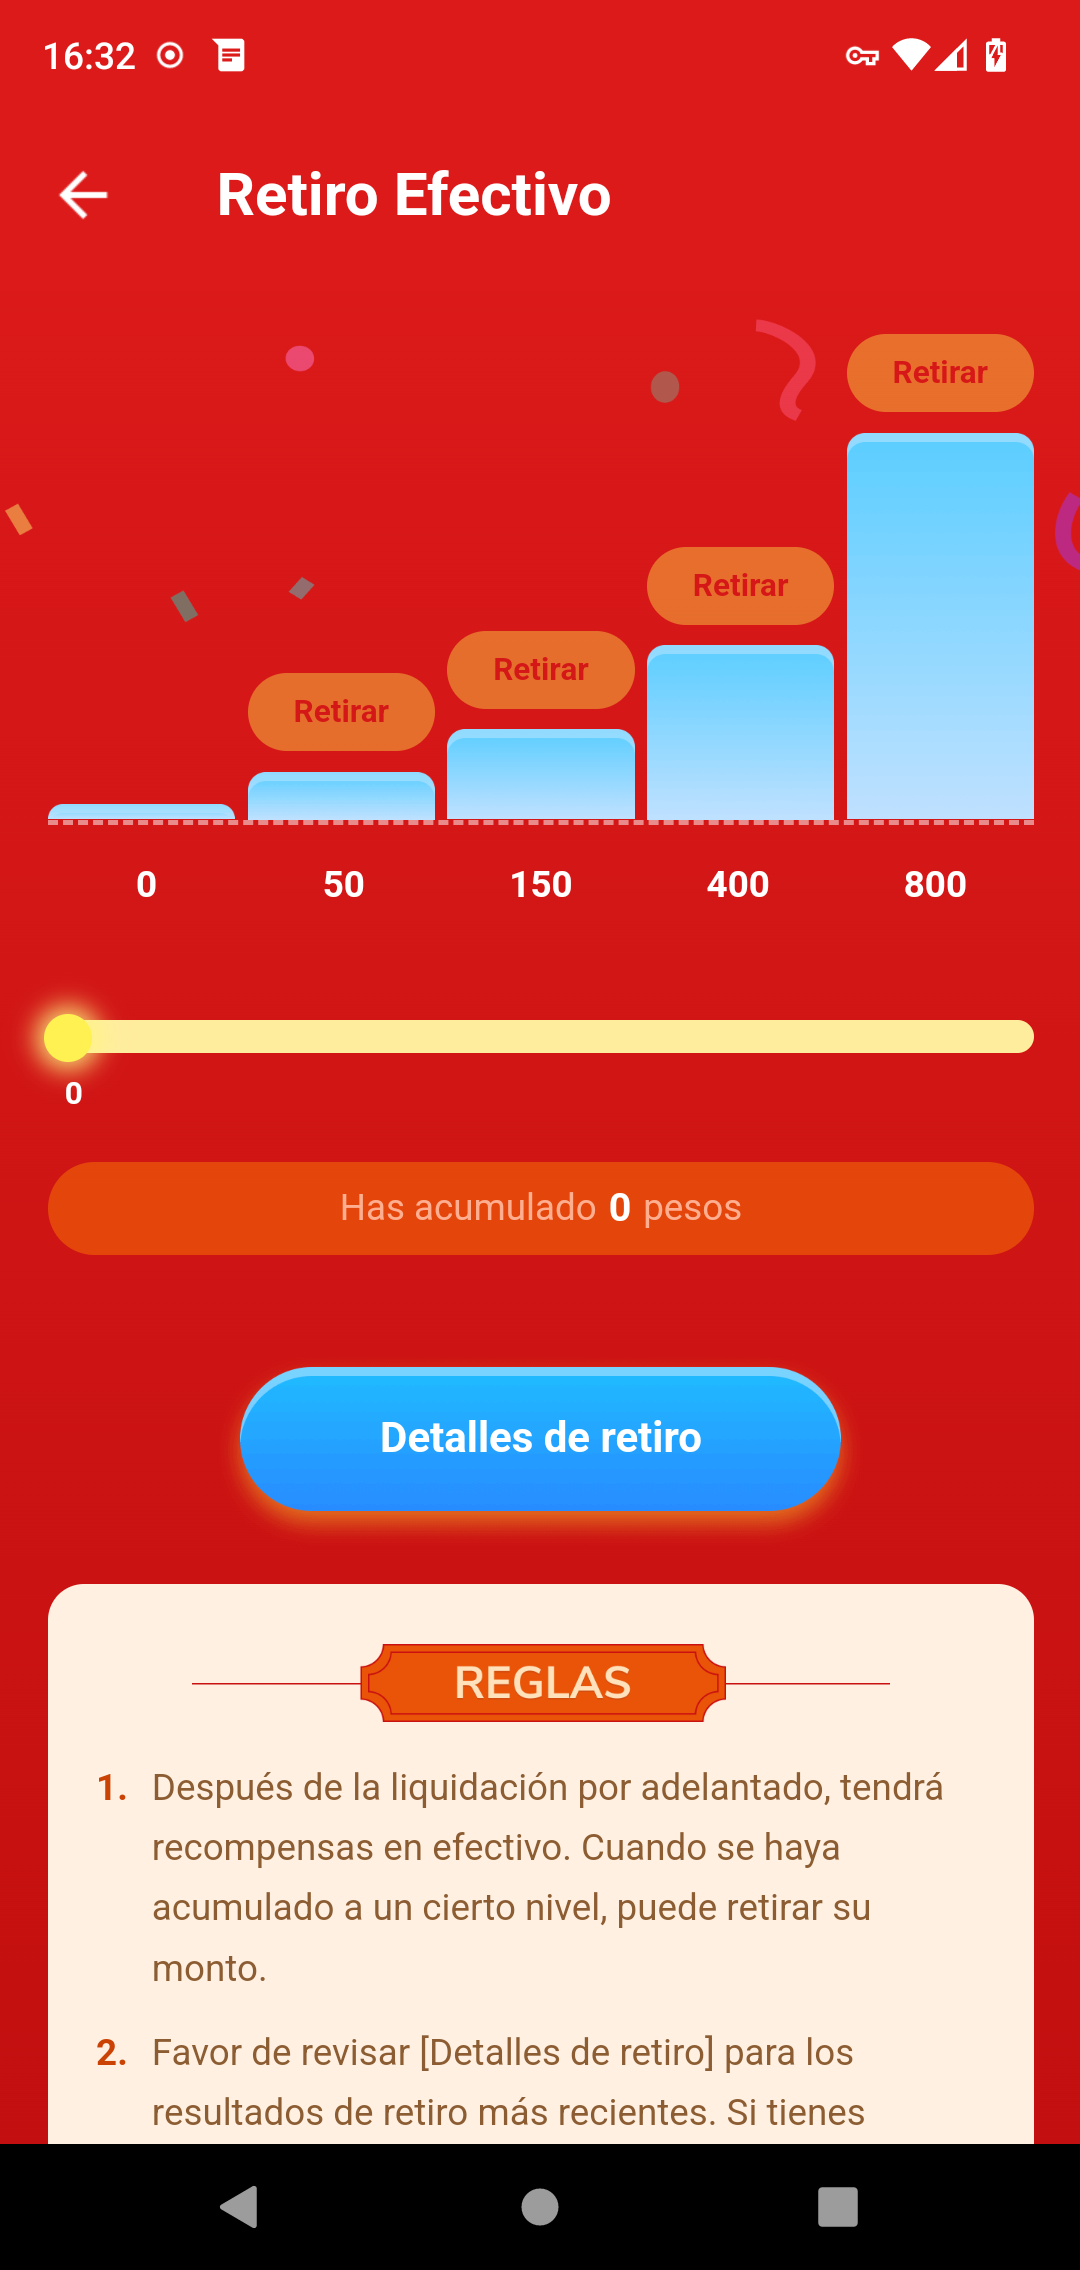 16:32
Retiro Efectivo
Retirar
Retirar
Retirar
Retirar
0 50 150 400 800
0
Has acumulado 0 pesos
Detalles de retiro
REGLAS
1. Después de la liquidación por adelantado, tendrá
recompensas en efectivo. Cuando se haya
acumulado a un cierto nivel, puede retirar su
monto.
2. Favor de revisar [Detalles de retiro] para los
resultados de retiro más recientes. Si tienes